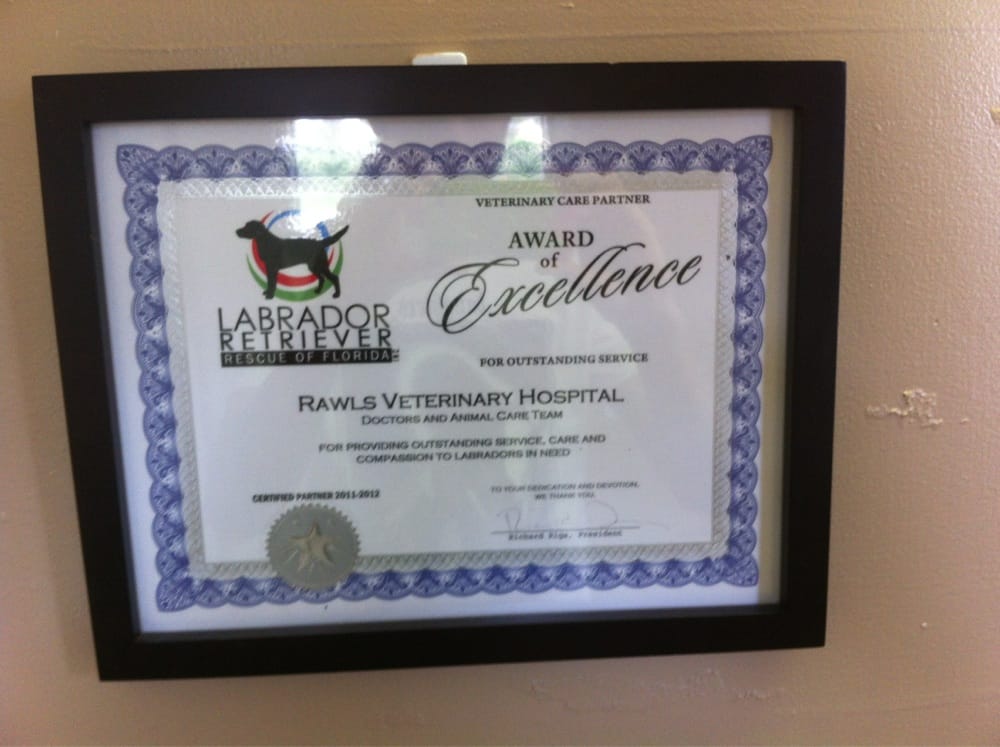 VETERINARY CARE PARTNER
AWARD
of
Excellence
LABRADOR
RETRIEVER
RESCUE OF FLORIDA
FOR OUTSTANDING SERVICE
RAWLS VETERINARY HOSPITAL
DOCTORS AND ANIMAL CARE TEAM
FOR PROVIDING OUTSTANDING SERVICE, CARE AND
COMPASSION TO LABRADORS IN NEED
CERTIFIED PARTNER 2011-2012
TO YOUR DEDICATION AND DEVOTION,
WE THANK YOU.
Richard President